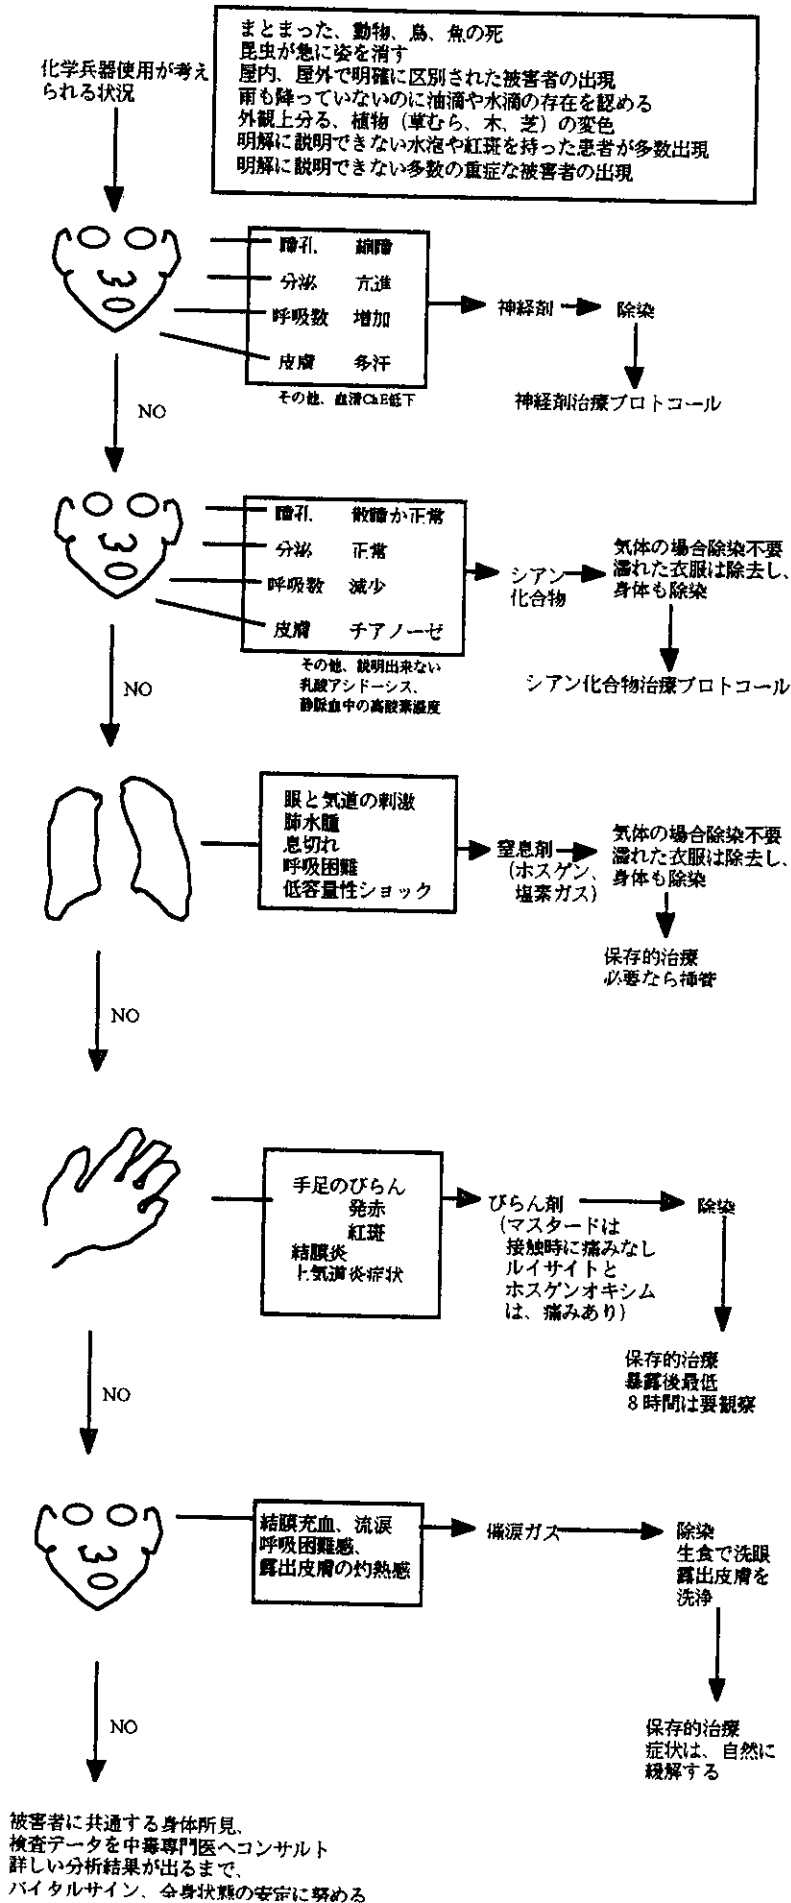 化学兵器使用が考え
られる状況
まとまった、動物、鳥、魚の死
昆虫が急に姿を消す
屋内、屋外で明確に区別された被害者の出現
雨も降っていないのに油滴や水滴の存在を認める
外観上分る、植物（草むら、木、芝）の変色
明解に説明できない水泡や紅斑を持った患者が多数出現
明解に説明できない多数の重症な被害者の出現
瞳孔 縮瞳
分泌 亢進
呼吸数 増加
皮膚 多汗
その他、血清ChE低下
神経剤
除染
神経剤治療プロトコール
NO
瞳孔 散瞳か正常
分泌 正常
呼吸数 減少
皮膚 チアノーゼ
その他、説明出来ない
乳酸アシドーシス、
静脈血中の高酸素濃度
シアン
化合物
気体の場合除染不要
濡れた衣服は除去し、
身体も除染
シアン化合物治療プロトコール
NO
眼と気道の刺激
肺水腫
息切れ
呼吸困難
低容量性ショック
窒息剤
（ホスゲン、
塩素ガス）
気体の場合除染不要
濡れた衣服は除去し、
身体も除染
保存的治療
必要なら挿管
NO
手足のびらん
発赤
紅斑
結膜炎
上気道炎症状
びらん剤
（マスタードは
接触時に痛みなし
ルイサイトと
ホスゲンオキシム
は、痛みあり）
除染
保存的治療
暴露後最低
８時間は要観察
NO
結膜充血、流涙
呼吸困難感、
露出皮膚の灼熱感
催涙ガス
除染
生食で洗眼
露出皮膚を
洗浄
保存的治療
症状は、自然に
緩解する
NO
被害者に共通する身体所見、
検査データを中毒専門医へコンサルト
詳しい分析結果が出るまで、
バイタルサイン、全身状態の安定に努める